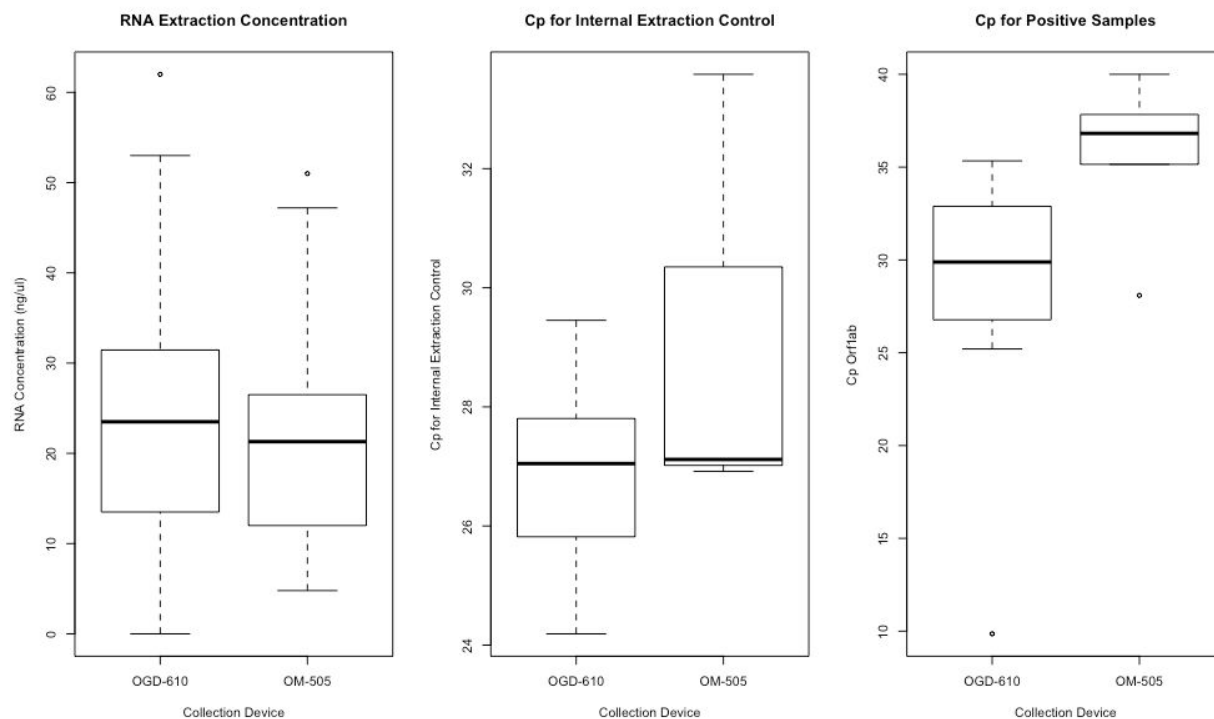 RNA Extraction Concentration
RNA Concentration (ng/ul)
60
50
40
30
20
10
0
OGD-610 OM-505
Collection Device
Cp for Internal Extraction Control
Cp for Internal Extraction Control
32
30
28
26
24
OGD-610 OM-505
Collection Device
Cp for Positive Samples
Cp Orf1ab
40
35
30
25
20
15
10
OGD-610 OM-505
Collection Device